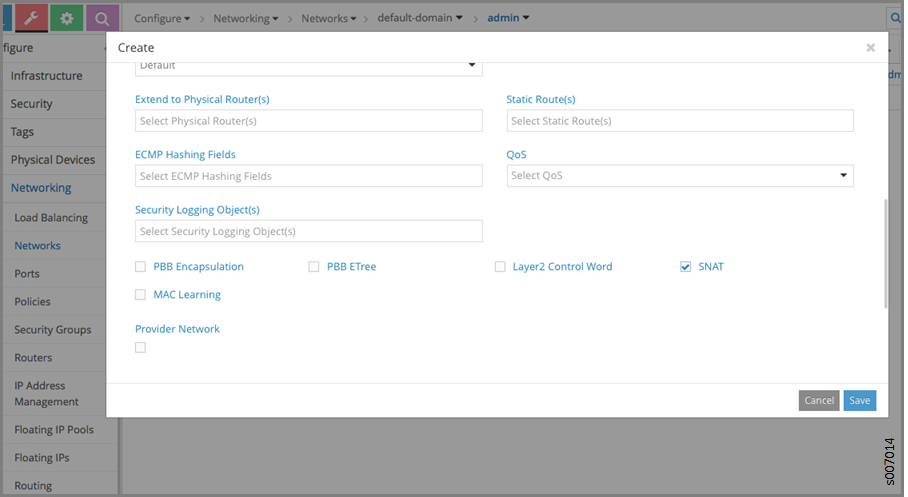 Configure
Networking
Networks
default-domain
admin
figure
Infrastructure
Security
Tags
Physical Devices
Networking
Load Balancing
Networks
Ports
Policies
Security Groups
Routers
IP Address
Management
Floating IP Pools
Floating IPs
Routing
Create
Default
Extend to Physical Router(s)
Select Physical Router(s)
Static Route(s)
Select Static Route(s)
ECMP Hashing Fields
Select ECMP Hashing Fields
QoS
Select QoS
Security Logging Object(s)
Select Security Logging Object(s)
PBB Encapsulation
PBB ETree
Layer2 Control Word
SNAT
MAC Learning
Provider Network
Cancel
Save
dm
s007014